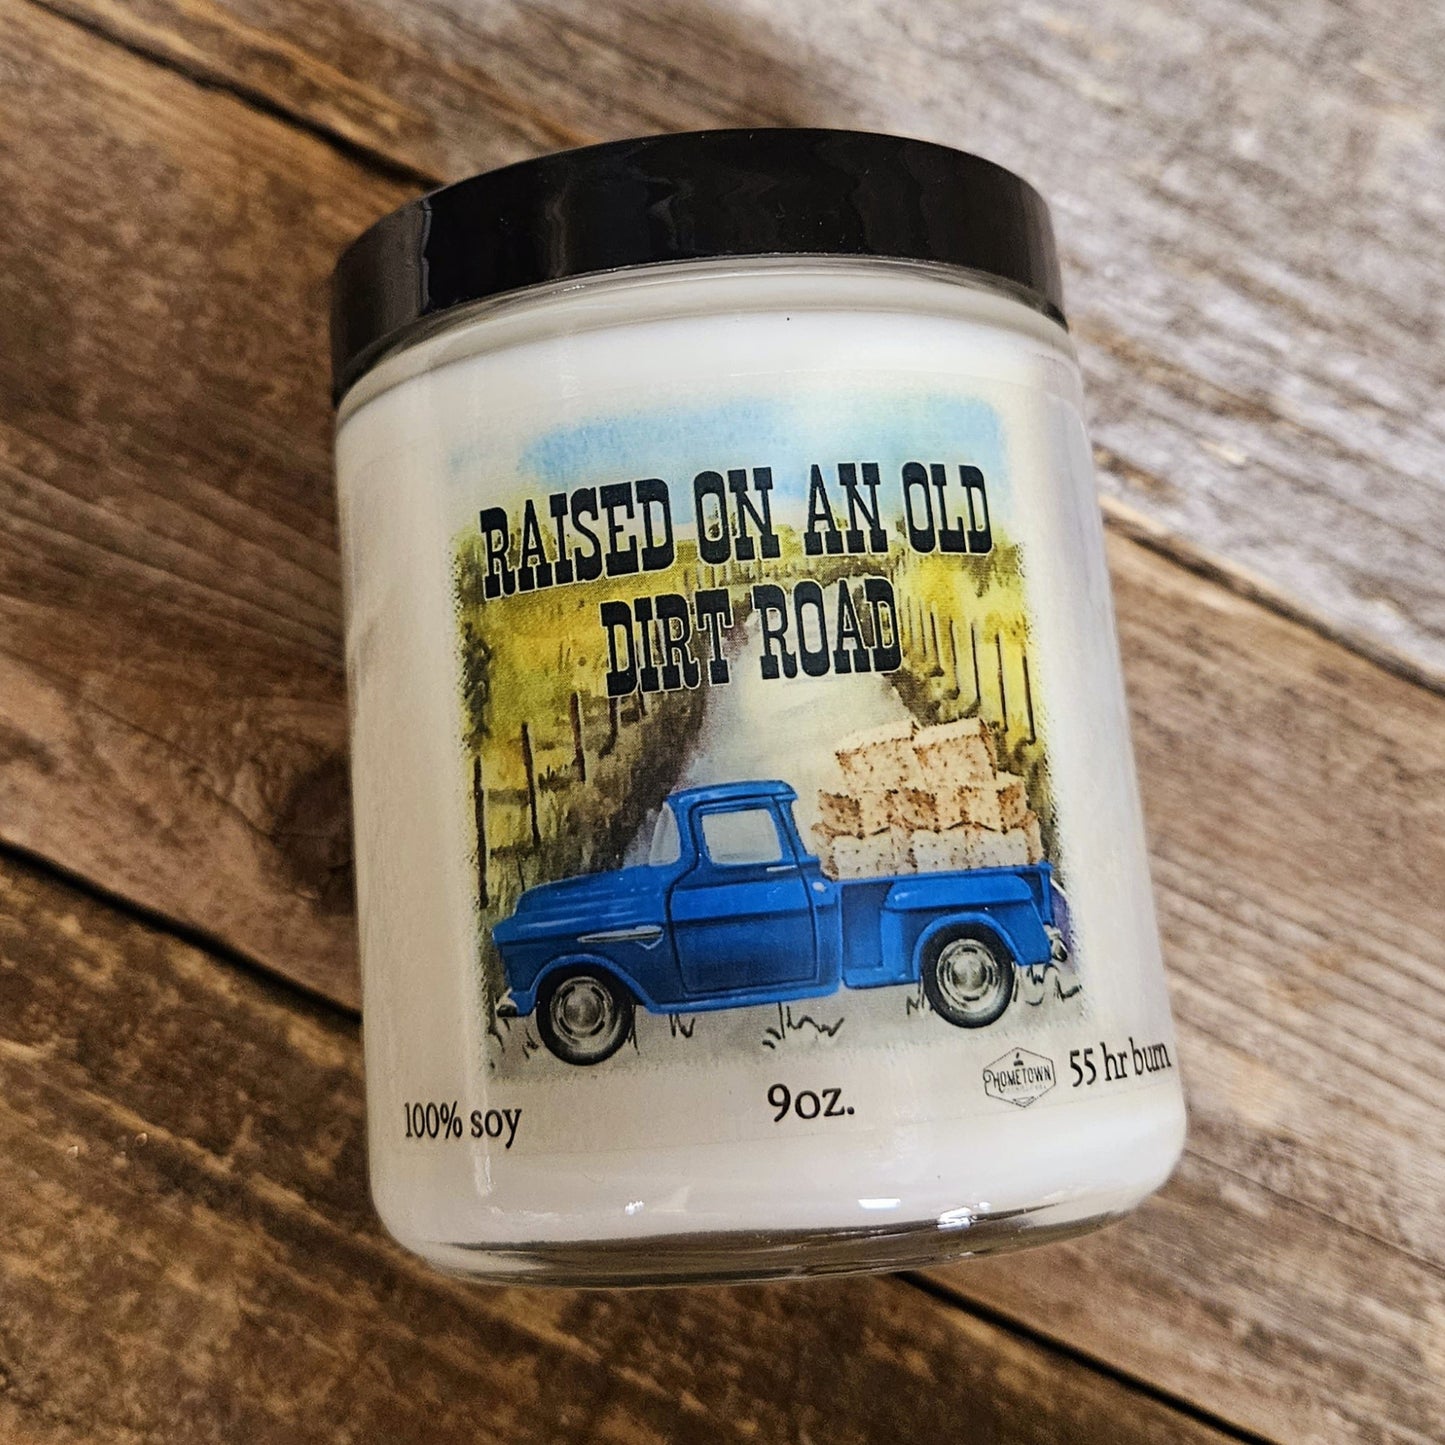 RAISED ON AN OLD
DIRT ROAD
100% soy
9oz.
HOMETOWN
55 hr burn